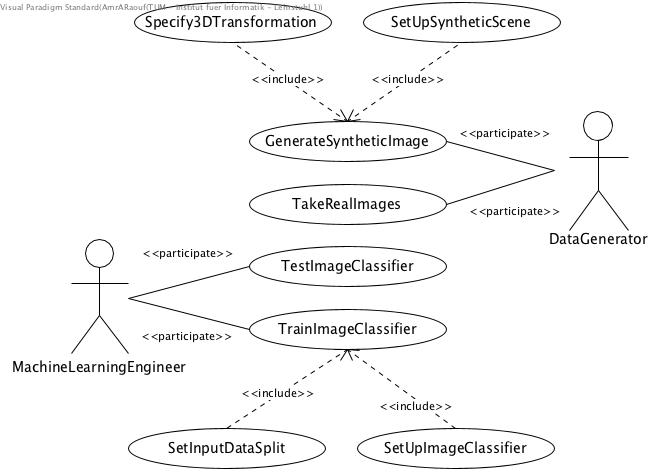 Visual Paradigm Standard(AmrARaouf(TUM - Institut fuer Informatik - Lehrstuhl 1))
Specify3DTransformation
SetUpSyntheticScene
<<include>>
<<include>>
GenerateSyntheticImage
<<participate>>
TakeRealImages
<<participate>>
DataGenerator
<<participate>>
TestImageClassifier
TrainImageClassifier
<<participate>>
MachineLearningEngineer
<<include>>
<<include>>
SetInputDataSplit
SetUpImageClassifier